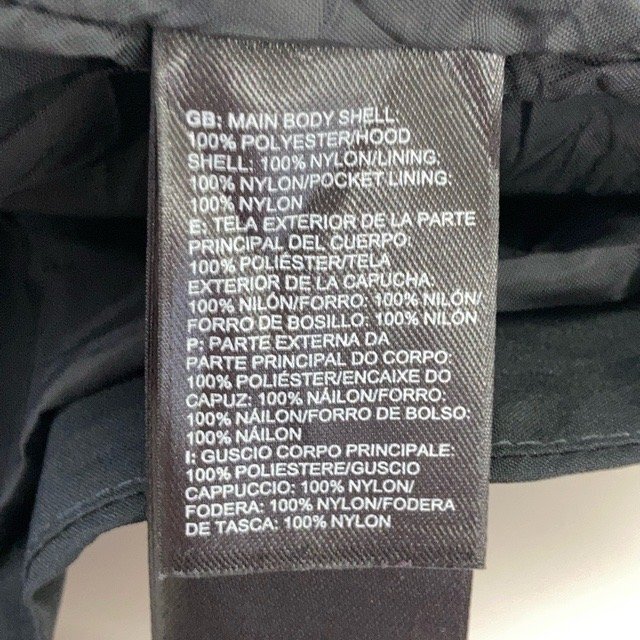 GB: MAIN BODY SHELL:
100% POLYESTER/HOOD
SHELL: 100% NYLON/LINING:
100% NYLON/POCKET LINING:
100% NYLON
E: TELA EXTERIOR DE LA PARTE
PRINCIPAL DEL CUERPO:
100% POLIÉSTER/TELA
EXTERIOR DE LA CAPUCHA:
100% NILÓN/FORRO: 100% NILÓN/
FORRO DE BOSILLO: 100% NILÓN
P: PARTE EXTERNA DA
PARTE PRINCIPAL DO CORPO:
100% POLIÉSTER/ENCAIXE DO
CAPUZ: 100% NÁILON/FORRO:
100% NÁILON/FORRO DE BOLSO:
100% NÁILON
I: GUSCIO CORPO PRINCIPALE:
100% POLIESTERE/GUSCIO
CAPPUCCIO: 100% NYLON/
FODERA: 100% NYLON/FODERA
DE TASCA: 100% NYLON